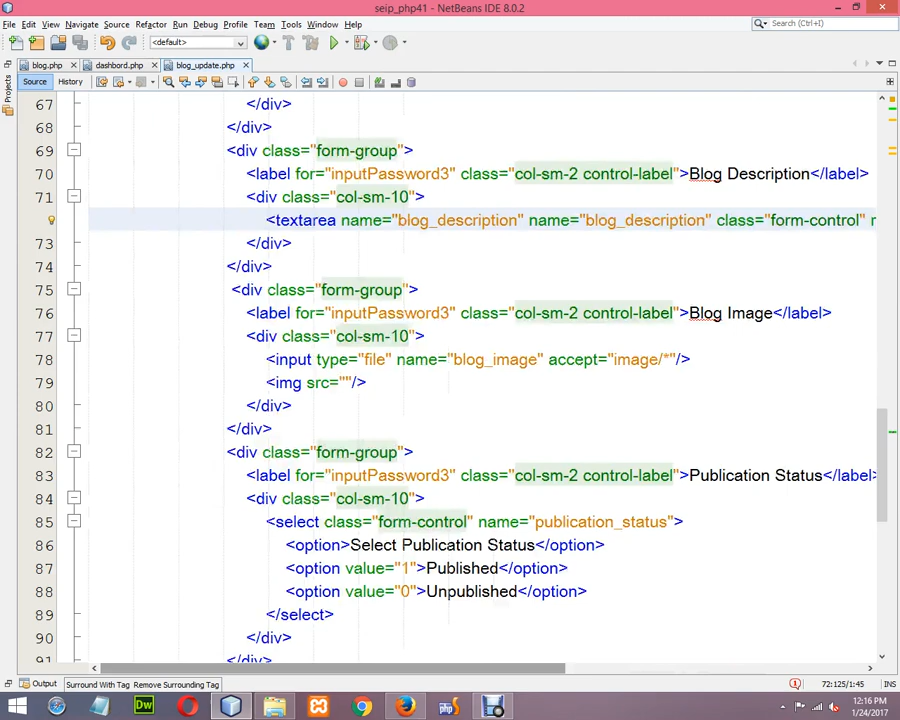 seip_php41 - NetBeans IDE 8.0.2
File Edit View Navigate Source Refactor Run Debug Profile Team Tools Window Help
Search (Ctrl+I)
<default>
blog.php dashbord.php blog_update.php
Source History
Projects
67 </div>
68 </div>
69 <div class="form-group">
70 <label for="inputPassword3" class="col-sm-2 control-label">Blog Description</label>
71 <div class="col-sm-10">
<textarea name="blog_description" name="blog_description" class="form-control"
73 </div>
74 </div>
75 <div class="form-group">
76 <label for="inputPassword3" class="col-sm-2 control-label">Blog Image</label>
77 <div class="col-sm-10">
78 <input type="file" name="blog_image" accept="image/*"/>
79 <img src=""/>
80 </div>
81 </div>
82 <div class="form-group">
83 <label for="inputPassword3" class="col-sm-2 control-label">Publication Status</label>
84 <div class="col-sm-10">
85 <select class="form-control" name="publication_status">
86 <option>Select Publication Status</option>
87 <option value="1">Published</option>
88 <option value="0">Unpublished</option>
89 </select>
90 </div>
91 </div>
Output Surround With Tag Removing Surrounding Tag
72:125/1:45 INS
Dw
php
12:16 PM
1/24/2017